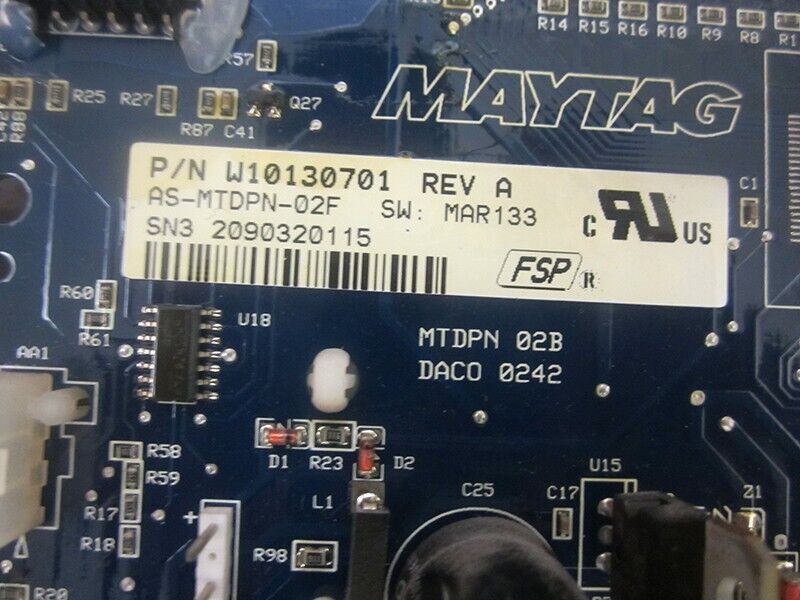 R14 R15 R16 R10 R9 R8
R57
MAYTAG
R25 R27 Q27
R87 C41
P/N W10130701 REV A
AS-MTDPN-02F SW: MAR133
SN3 2090320115
C US
FSP R
C1
R60
R61
U18
AA1
MTDPN 02B
DACO 0242
R58
R59
D1 R23 D2
U15
R17
L1
C25
C17
Z1
R18
+
R98
R20